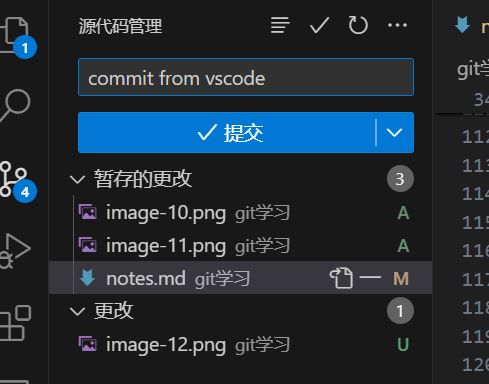 源代码管理
1
commit from vscode
提交
4
暂存的更改 3
image-10.png git学习 A
image-11.png git学习 A
notes.md git学习 M
更改 1
image-12.png git学习 U
git学
34
112
113
114
115
116
117
118
119
120